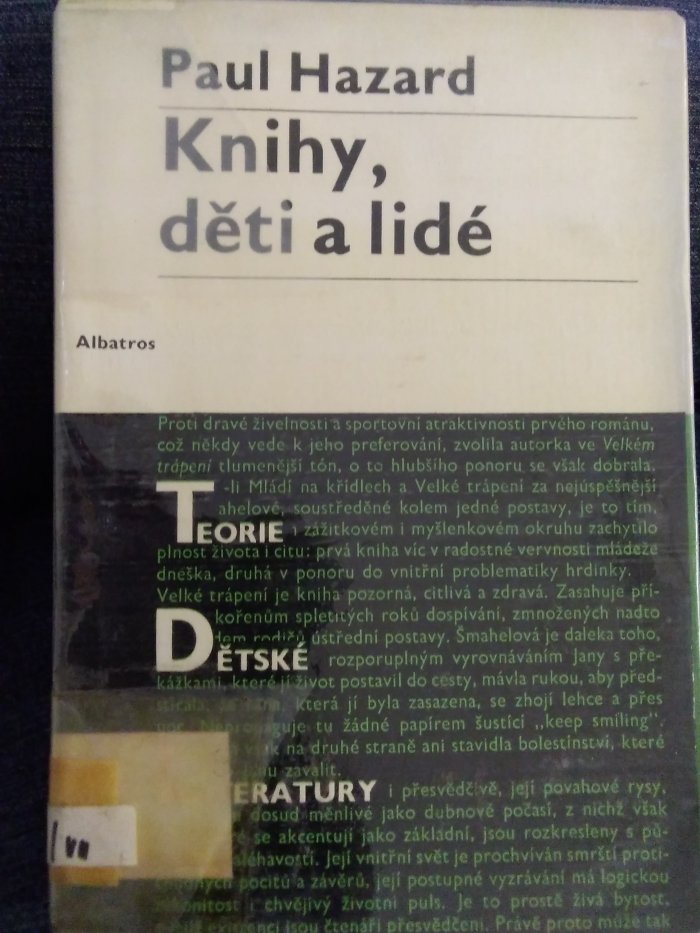 Paul Hazard
Knihy,
děti a lidé
Albatros
Proti dravé živelnosti a sportovní atraktivnosti prvého románu,
což někdy vede k jeho preferování, zvolila autorka ve Velkém
trápení tlumenější tón, o to hlubšího ponoru se však dobrala.
-li Mládí na křídlech a Velké trápení za nejúspěšnější
ahelové, soustředěné kolem jedné postavy, je to tím,
TEORIE
zážitkovém i myšlenkovém okruhu zachytilo
plnost života i citu: prvá kniha víc v radostné vervnosti mládeže
dneška, druhá v ponoru do vnitřní problematiky hrdinky.
Velké trápení je kniha pozorná, citlivá a zdravá. Zasahuje pří-
kořenům spletitých roků dospívání, zmnožených nadto
rodičů ústřední postavy. Šmahelová je daleka toho,
DĚTSKÉ
rozporuplným vyrovnáváním Jany s pře-
kážkami, které jí život postavil do cesty, mávla rukou, aby před-
která jí byla zasazena, se zhojí lehce a přes
tu žádné papírem šustící „keep smiling“.
na druhé straně ani stavidla bolestínství, které
zavalit.
ERATURY
i přesvědčivě, její povahové rysy,
dosud měnlivé jako dubnové počasí, z nichž však
se akcentují jako základní, jsou rozkresleny s pů-
léhavostí. Její vnitřní svět je prochvíván smrští proti-
chůdných pocitů a závěrů, její postupné vyzrávání má logickou
i chvějivý životní puls. Je to prostě živá bytost,
jsou čtenáři přesvědčeni. Právě proto může tak